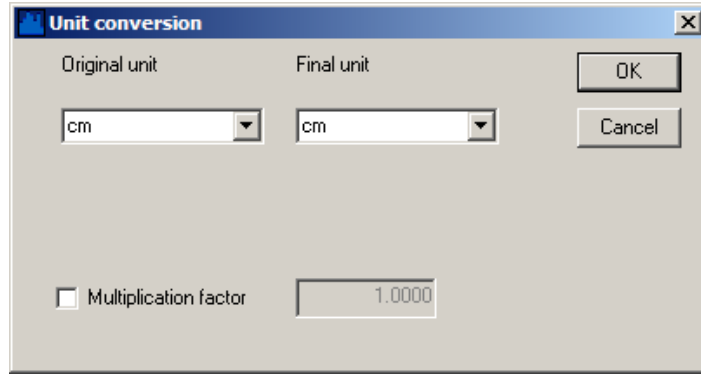 Unit conversion
Original unit Final unit OK
cm cm Cancel
Multiplication factor 1.0000